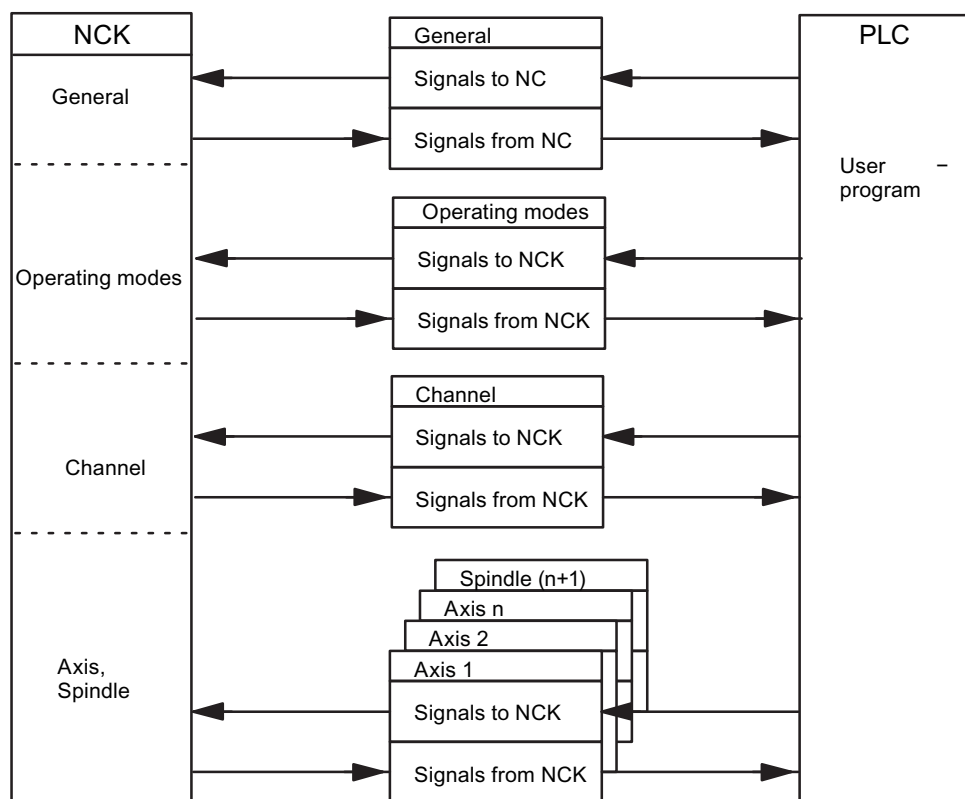 NCK
General
Operating modes
Channel
Axis,
Spindle
General
Signals to NC
Signals from NC
Operating modes
Signals to NCK
Signals from NCK
Channel
Signals to NCK
Signals from NCK
Spindle (n+1)
Axis n
Axis 2
Axis 1
Signals to NCK
Signals from NCK
PLC
User –
program